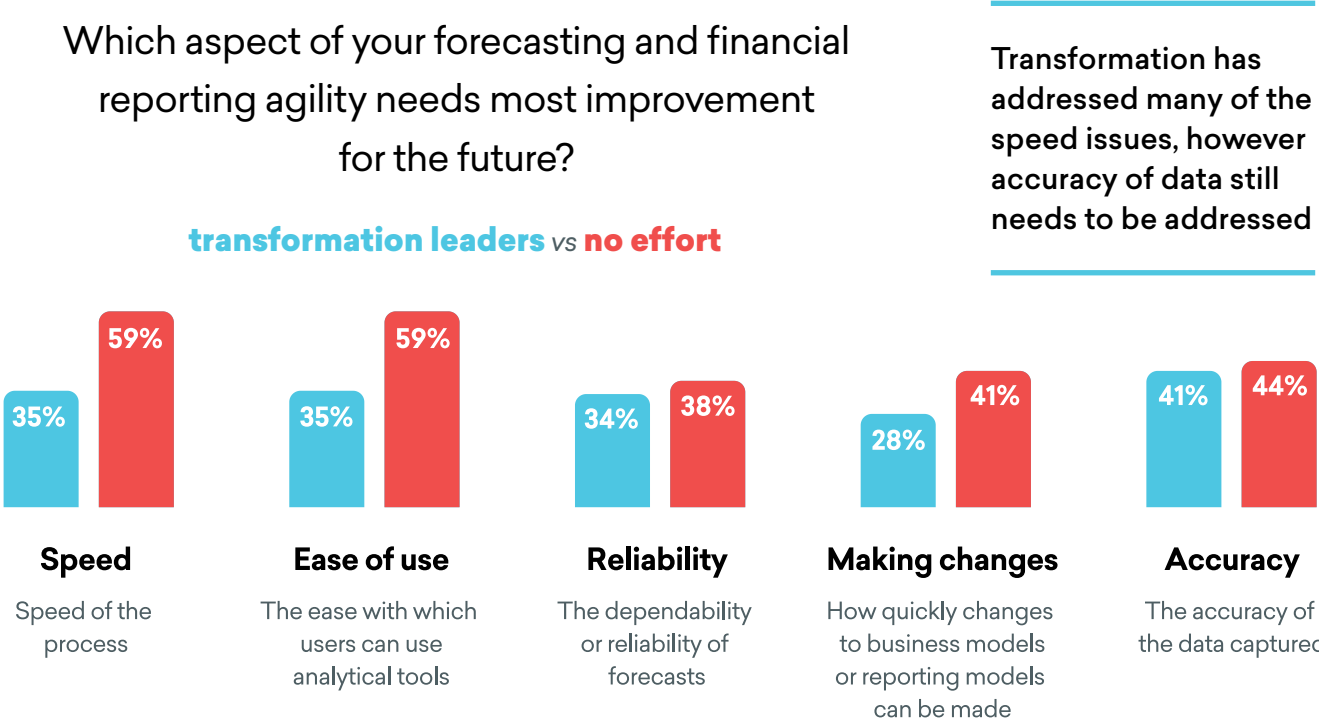 Which aspect of your forecasting and financial
reporting agility needs most improvement
for the future?
transformation leaders vs no effort
Transformation has
addressed many of the
speed issues, however
accuracy of data still
needs to be addressed
35%
59%
35%
59%
34%
38%
28%
41%
41%
44%
Speed
Speed of the
process
Ease of use
The ease with which
users can use
analytical tools
Reliability
The dependability
or reliability of
forecasts
Making changes
How quickly changes
to business models
or reporting models
can be made
Accuracy
The accuracy of
the data captured